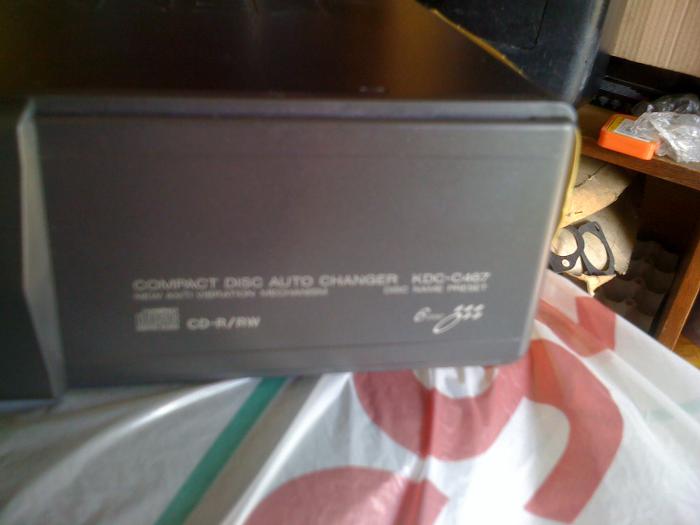 COMPACT DISC AUTO CHANGER KDC-C467
NEW ANTI VIBRATION MECHANISM DISC NAME PRESET
CD-R/RW